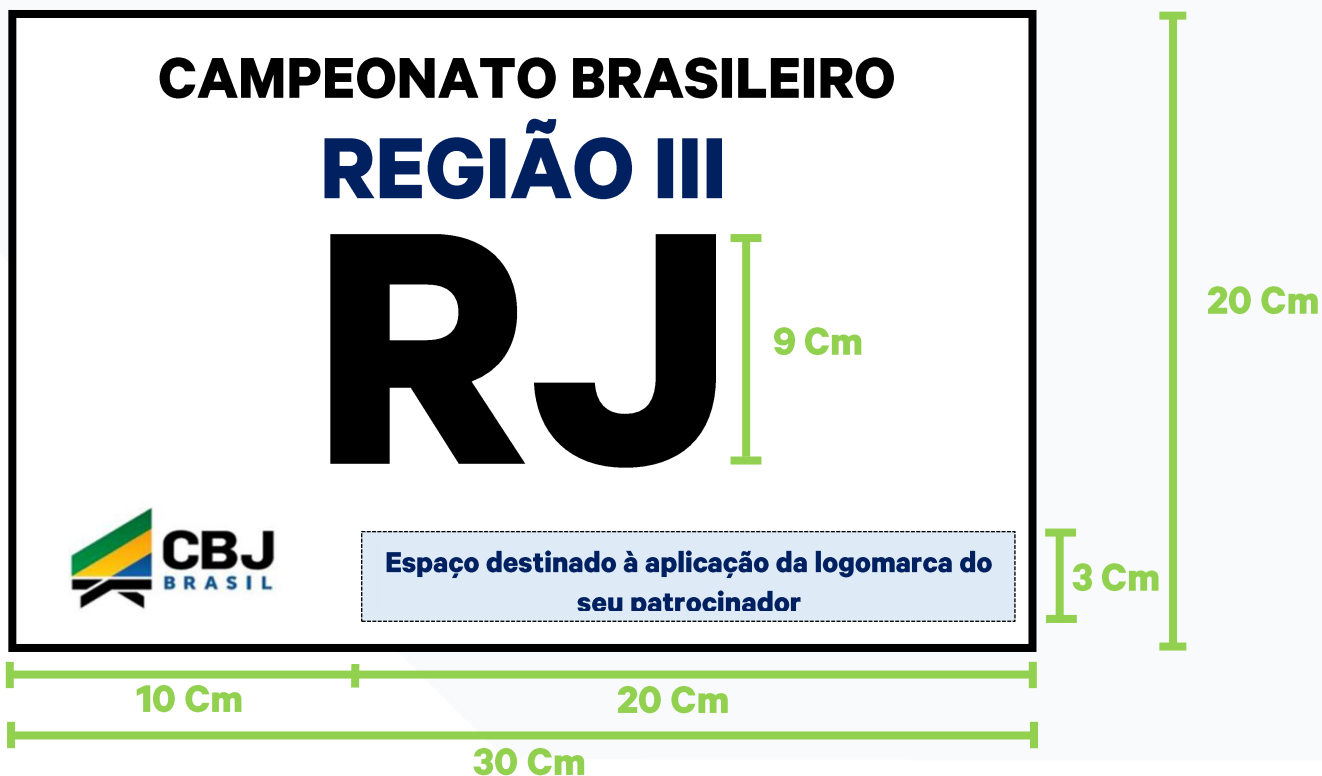 CAMPEONATO BRASILEIRO
REGIÃO III
RJ
9 Cm
20 Cm
CBJ
BRASIL
Espaço destinado à aplicação da logomarca do
seu patrocinador
3 Cm
10 Cm
20 Cm
30 Cm